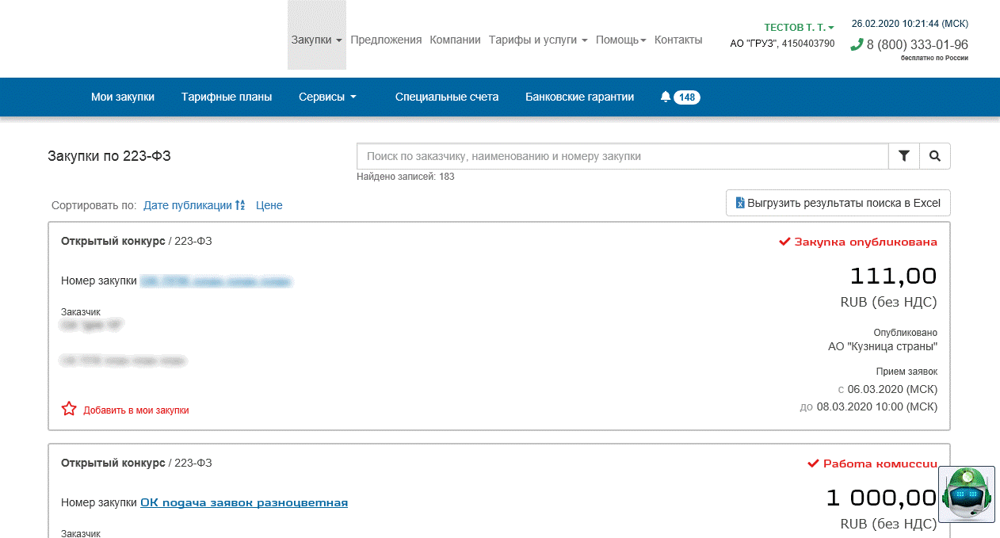 Закупки Предложения Компании Тарифы и услуги Помощь Контакты
ТЕСТОВ Т. Т.
АО "ГРУЗ", 4150403790
26.02.2020 10:21:44 (МСК)
8 (800) 333-01-96
бесплатно по России
Мои закупки Тарифные планы Сервисы Специальные счета Банковские гарантии 148
Закупки по 223-ФЗ
Поиск по заказчику, наименованию и номеру закупки
Найдено записей: 183
Сортировать по: Дате публикации Цене
Выгрузить результаты поиска в Excel
Открытый конкурс / 223-ФЗ
Закупка опубликована
Номер закупки
111,00
RUB (без НДС)
Заказчик
Опубликовано
АО "Кузница страны"
Прием заявок
с 06.03.2020 (МСК)
до 08.03.2020 10:00 (МСК)
Добавить в мои закупки
Открытый конкурс / 223-ФЗ
Работа комиссии
Номер закупки ОК подача заявок разноцветная
1 000,00
RUB (без НДС)
Заказчик